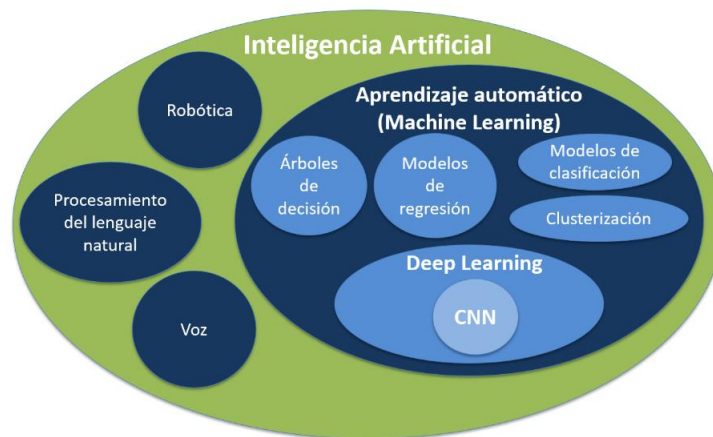 Inteligencia Artificial
Robótica
Procesamiento
del lenguaje
natural
Voz
Aprendizaje automático
(Machine Learning)
Árboles
de
decisión
Modelos
de
regresión
Modelos de
clasificación
Clusterización
Deep Learning
CNN